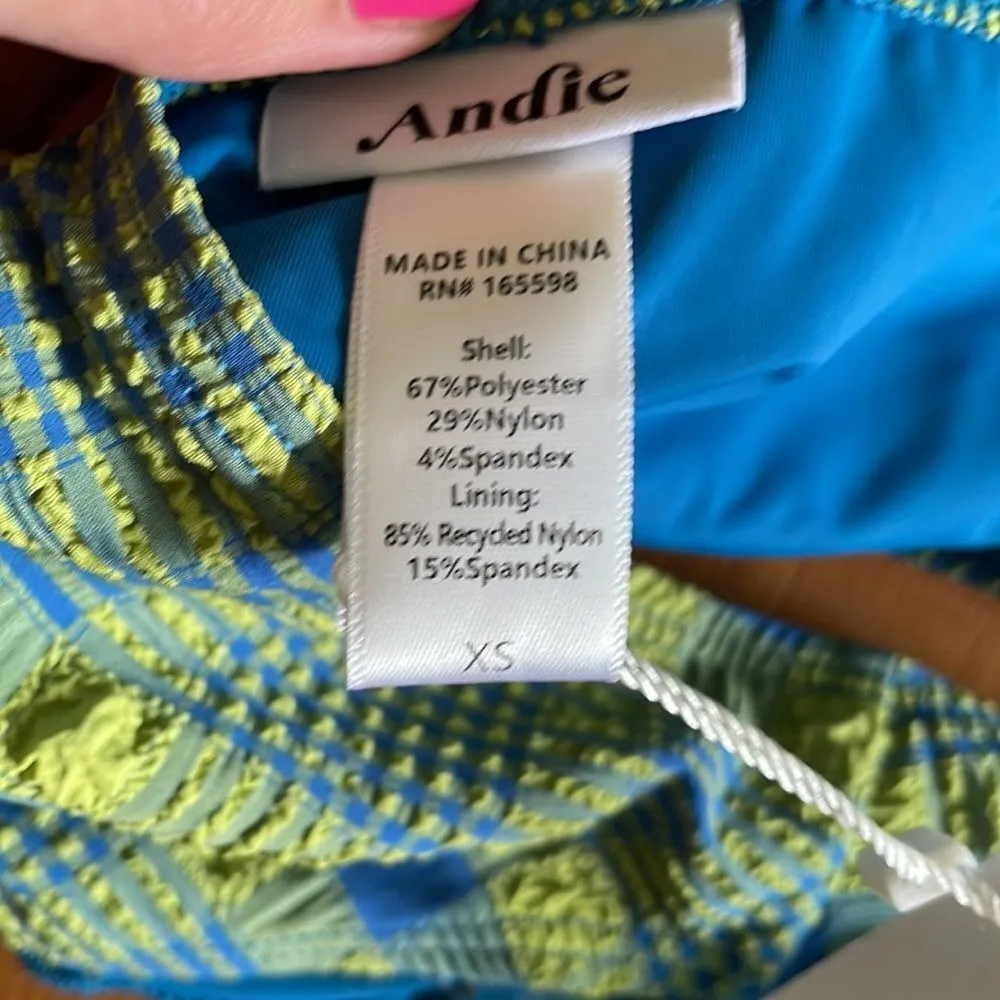 Andie
MADE IN CHINA
RN# 165598
Shell:
67%Polyester
29%Nylon
4%Spandex
Lining:
85% Recycled Nylon
15%Spandex
XS